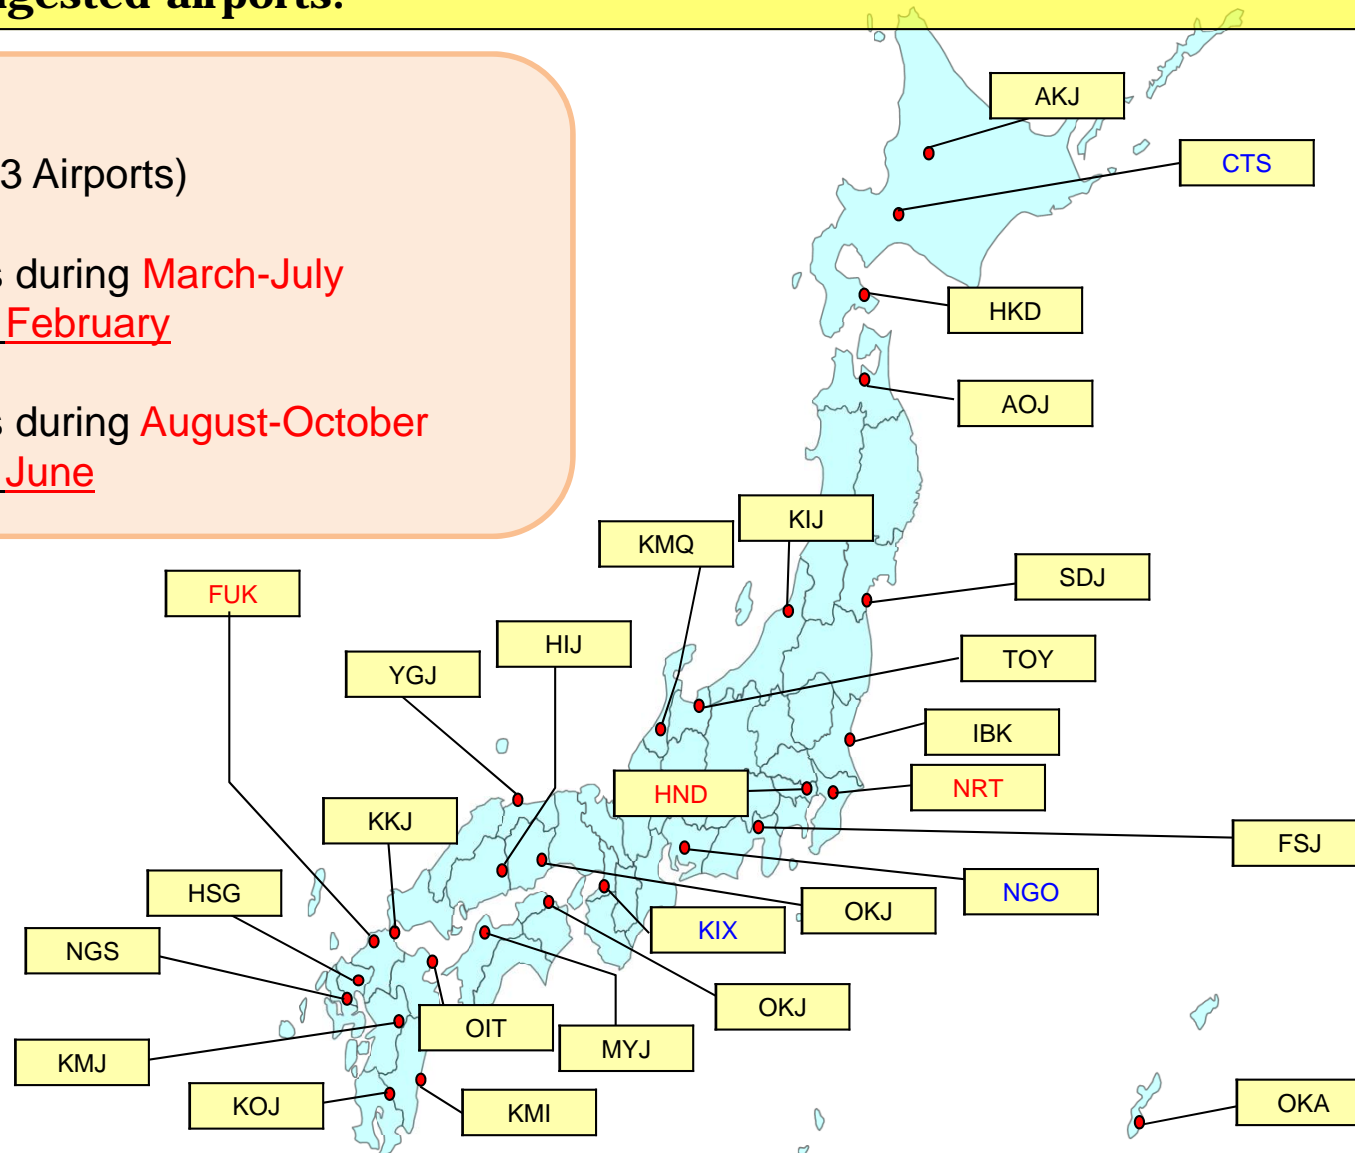 ngested airports.
3 Airports)
s during March-July
February
s during August-October
June
AKJ
CTS
HKD
AOJ
KIJ
KMQ
SDJ
FUK
HIJ
TOY
YGJ
IBK
HND
NRT
KKJ
FSJ
HSG
NGO
OKJ
KIX
NGS
OKJ
OIT
MYJ
KMJ
KOJ
KMI
OKA